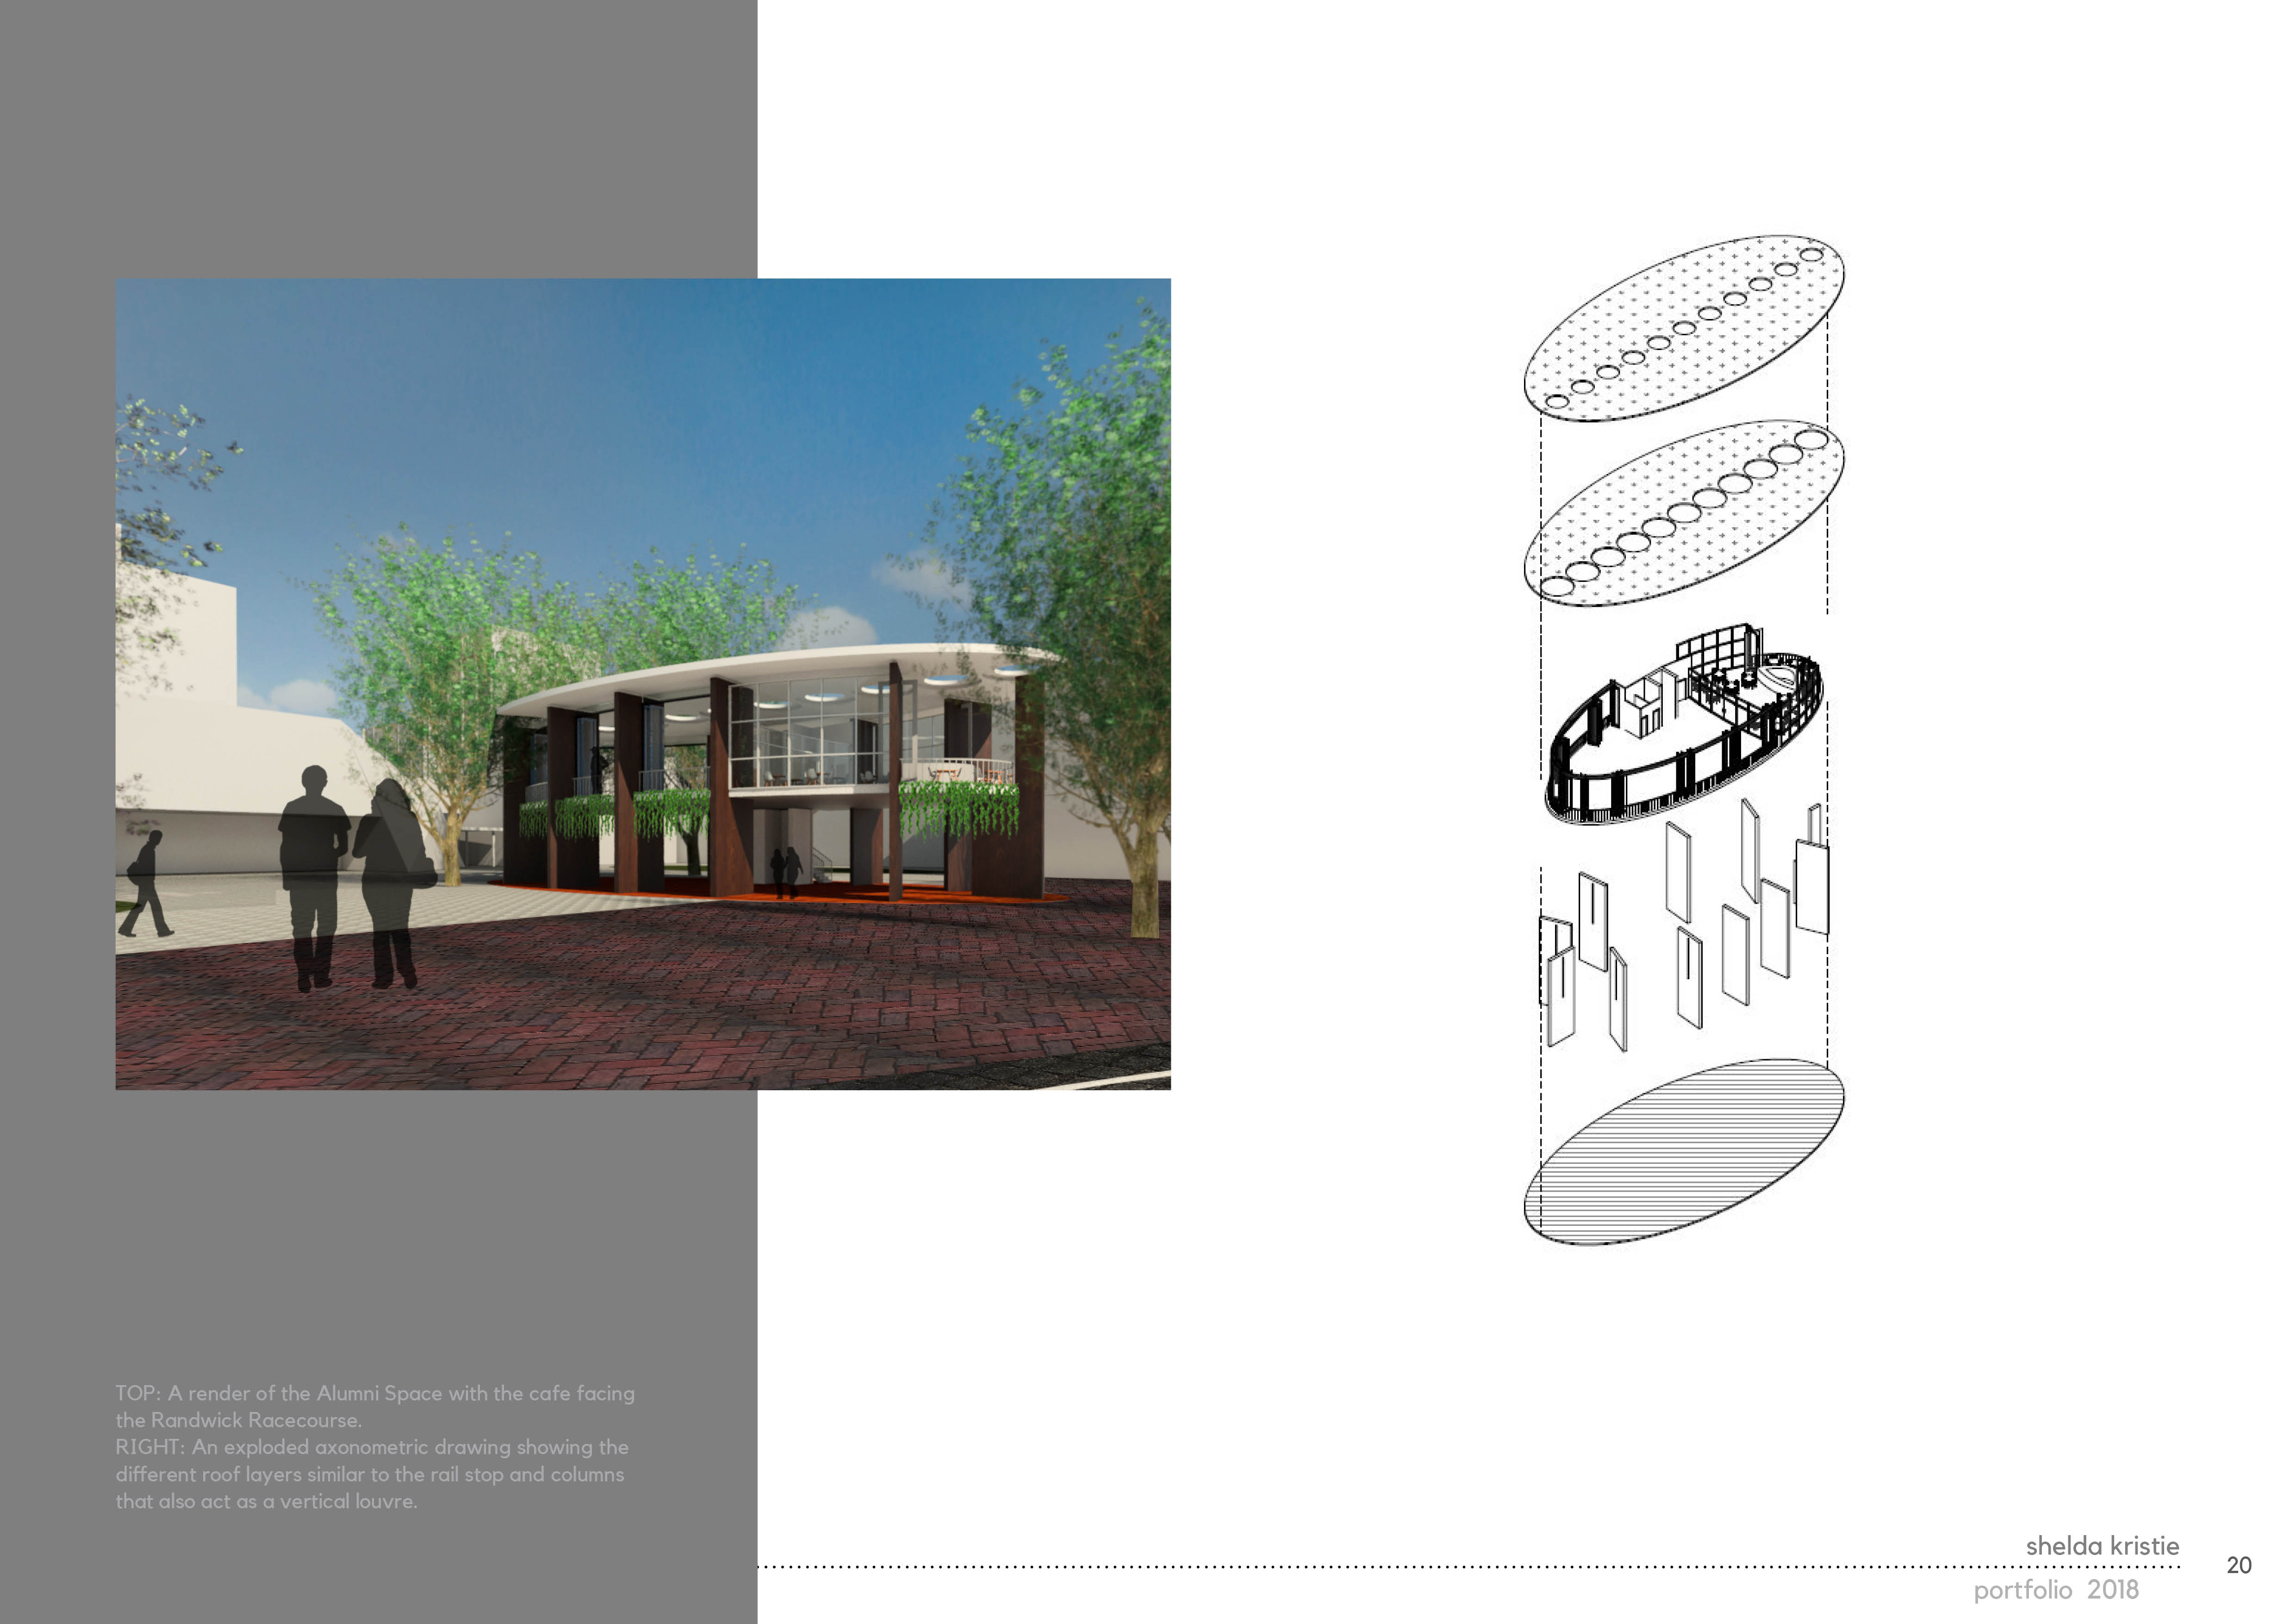 TOP: A render of the Alumni Space with the cafe facing
the Randwick Racecourse.
RIGHT: An exploded axonometric drawing showing the
different roof layers similar to the rail stop and columns
that also act as a vertical louvre.
shelda kristie
20
portfolio 2018